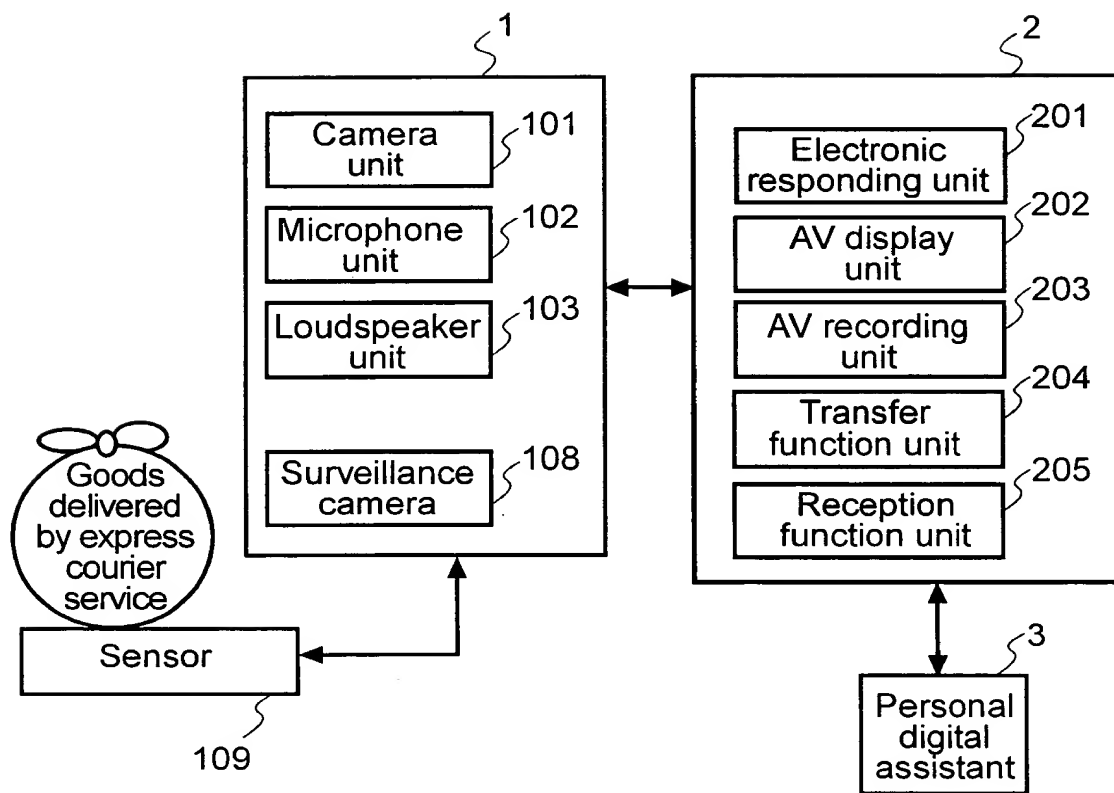 1
Camera
unit
101
Microphone
unit
102
Loudspeaker
unit
103
Surveillance
camera
108
2
Electronic
responding unit
201
AV display
unit
202
AV recording
unit
203
Transfer
function unit
204
Reception
function unit
205
Goods
delivered
by express
courier
service
Sensor
109
3
Personal
digital
assistant